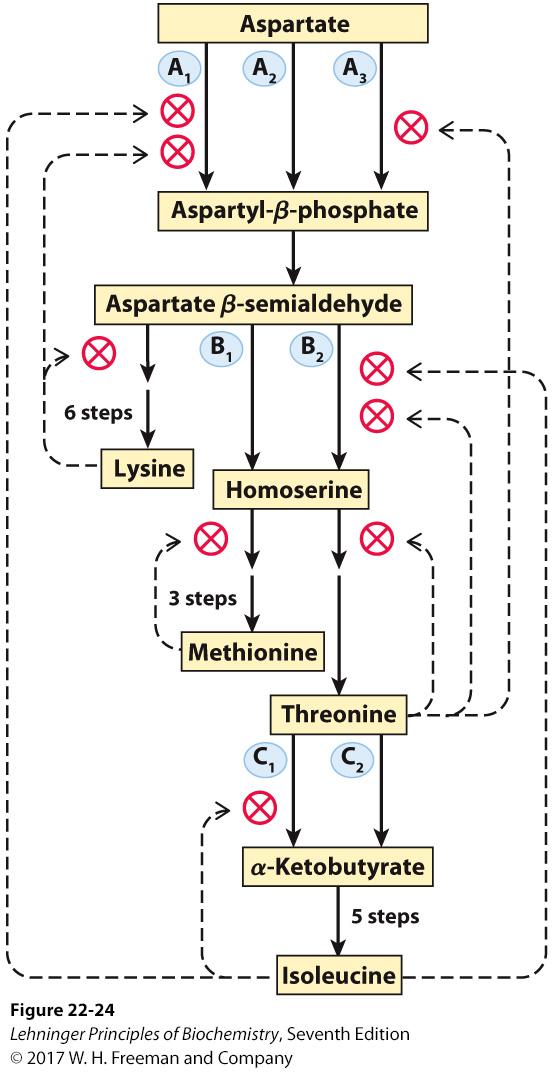 Aspartate
A₁
A₂
A₃
Aspartyl-β-phosphate
Aspartate β-semialdehyde
B₁
B₂
6 steps
Lysine
Homoserine
3 steps
Methionine
Threonine
C₁
C₂
α-Ketobutyrate
5 steps
Isoleucine
Figure 22-24
Lehninger Principles of Biochemistry, Seventh Edition
© 2017 W. H. Freeman and Company